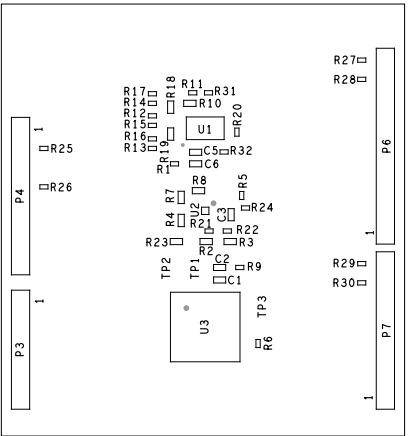 R27
R28
R17
R14
R12
R15
R16
R13
R18
R11
R31
R10
R20
U1
R19
R1
C5
R32
C6
1
R25
R26
P4
P6
1
R8
R7
R5
R4
U2
C3
R24
R21
R22
R23
R2
R3
TP2
TP1
C2
R9
C1
R29
R30
1
P3
U3
TP3
R6
P7
1